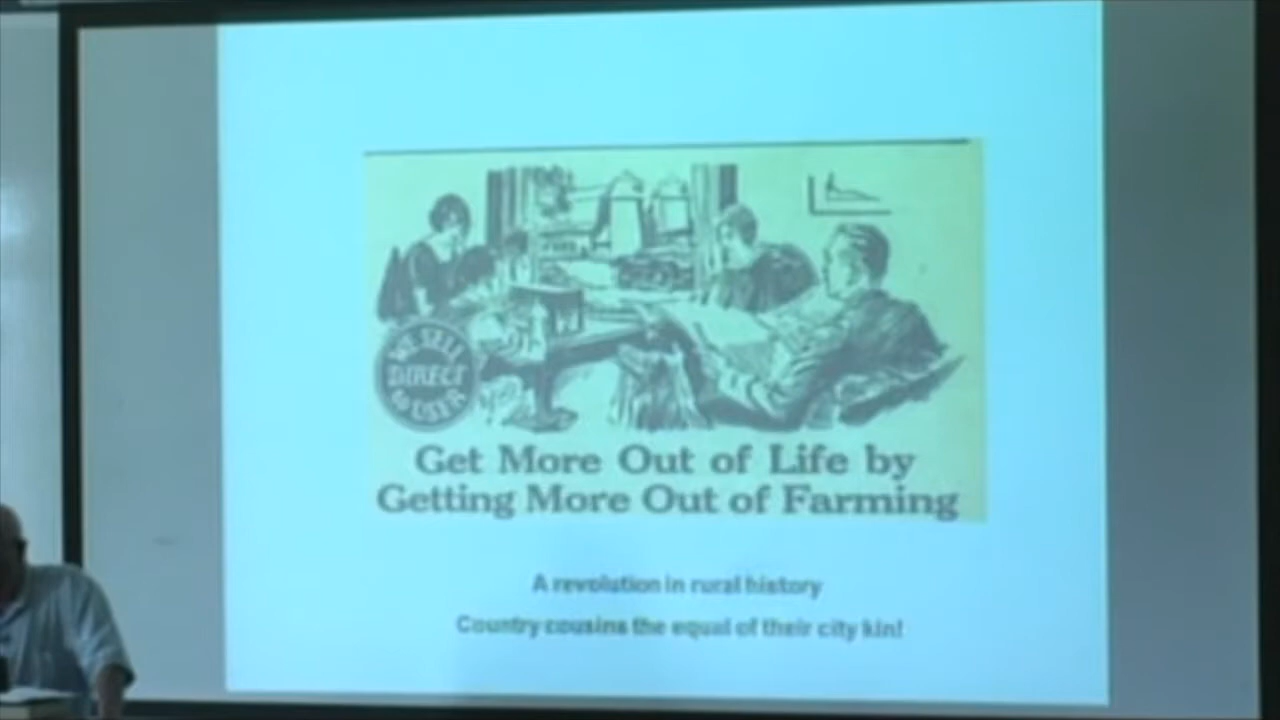 WE SELL
DIRECT
to USER
Get More Out of Life by
Getting More Out of Farming
A revolution in rural history
Country cousins the equal of their city kin!